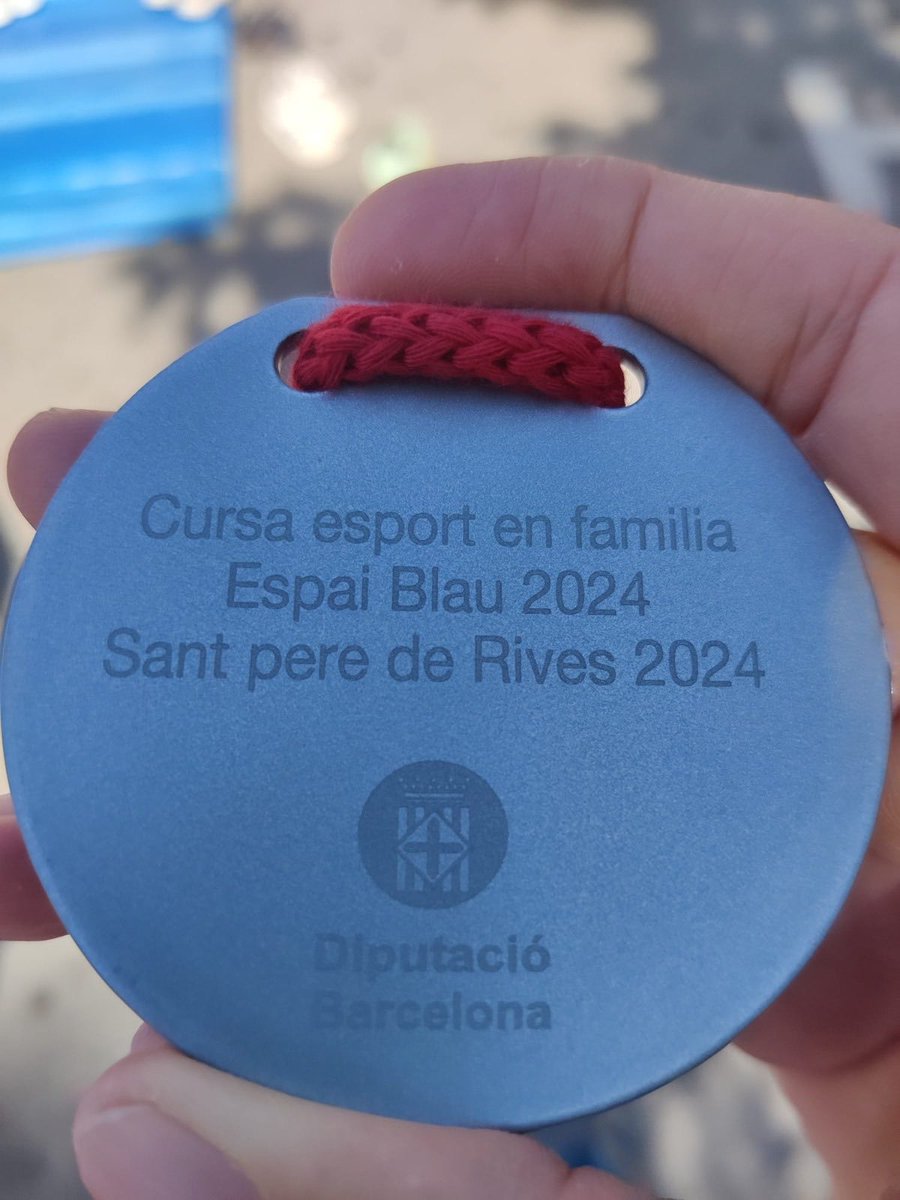 Cursa esport en familia
Espai Blau 2024
Sant pere de Rives 2024
Diputació
Barcelona